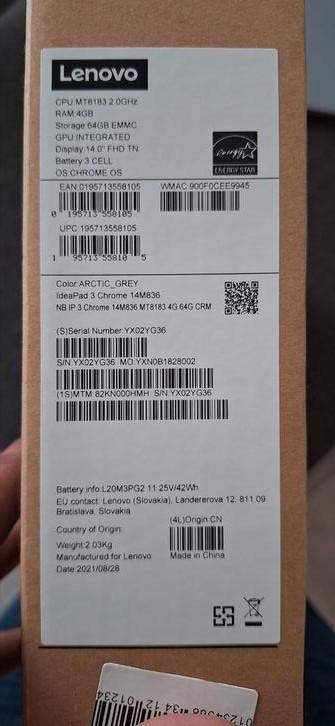 Lenovo
CPU:MT8183 2.0GHz
RAM:4GB
Storage:64GB EMMC
GPU:INTEGRATED
Display:14.0" FHD TN
Battery:3 CELL
OS:CHROME OS
ENERGY STAR
EAN:0195713558105 WMAC:900F0CEE9945
0 195713 558105
UPC:195713558105
1 95713 55810 5
Color:ARCTIC_GREY
IdeaPad 3 Chrome 14M836
NB IP 3 Chrome 14M836 MT8183 4G 64G CRM
(S)Serial Number:YX02YG36
S/N:YX02YG36 MO:YXN0B1828002
(1S)MTM:82KN000HMH S/N:YX02YG36
Battery info:L20M3PG2 11.25V/42Wh
EU contact: Lenovo (Slovakia), Landererova 12, 811 09
Bratislava, Slovakia
(4L)Origin:CN
Country of Origin:
Weight:2.03Kg
Manufactured for Lenovo Made in China
Date:2021/08/28